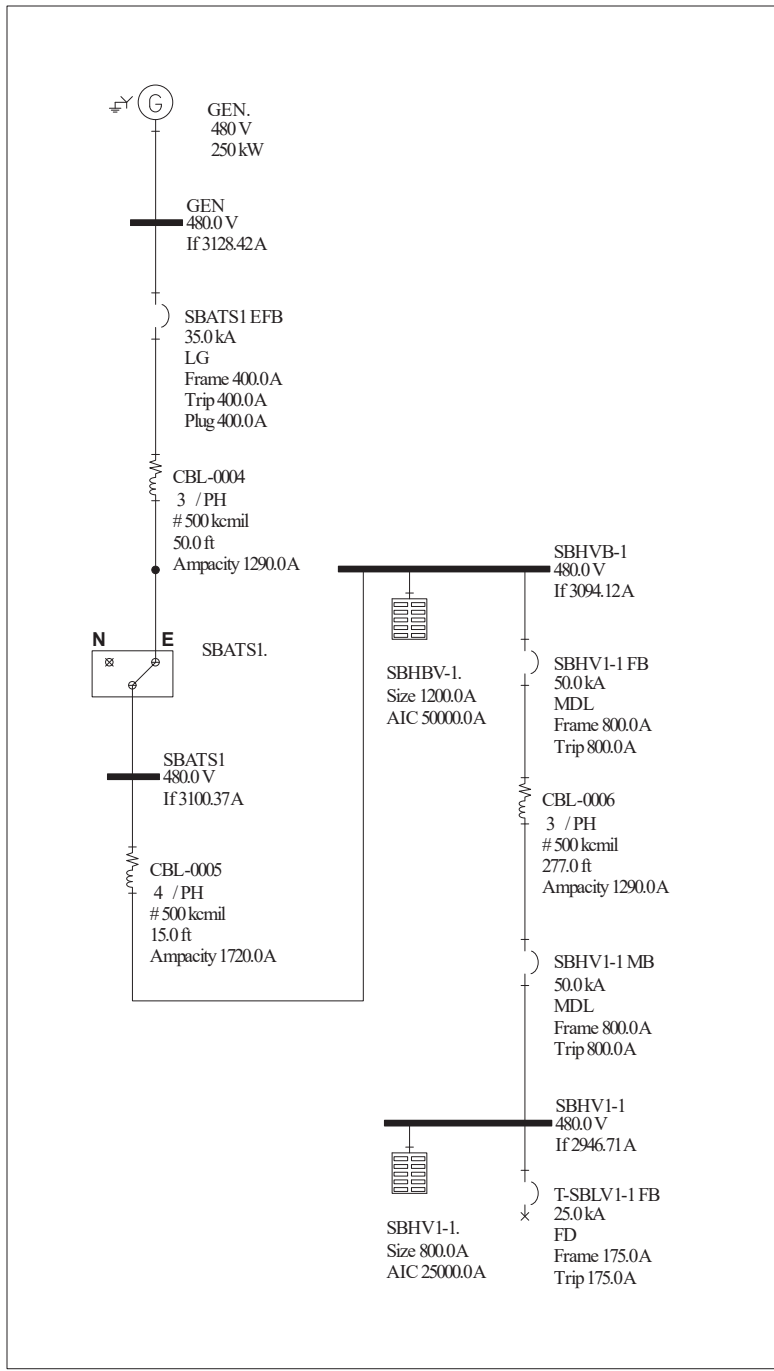 G
GEN.
480 V
250 kW
GEN
480.0 V
If 3128.42 A
SBATS1 EFB
35.0 kA
LG
Frame 400.0 A
Trip 400.0 A
Plug 400.0 A
CBL-0004
3 / PH
# 500 kcmil
50.0 ft
Ampacity 1290.0 A
N E
SBATS1.
SBATS1
480.0 V
If 3100.37 A
CBL-0005
4 / PH
# 500 kcmil
15.0 ft
Ampacity 1720.0 A
SBHVB-1
480.0 V
If 3094.12 A
SBHBV-1.
Size 1200.0 A
AIC 50000.0 A
SBHV1-1 FB
50.0 kA
MDL
Frame 800.0 A
Trip 800.0 A
CBL-0006
3 / PH
# 500 kcmil
277.0 ft
Ampacity 1290.0 A
SBHV1-1 MB
50.0 kA
MDL
Frame 800.0 A
Trip 800.0 A
SBHV1-1
480.0 V
If 2946.71 A
SBHV1-1.
Size 800.0 A
AIC 25000.0 A
T-SBLV1-1 FB
25.0 kA
FD
Frame 175.0 A
Trip 175.0 A